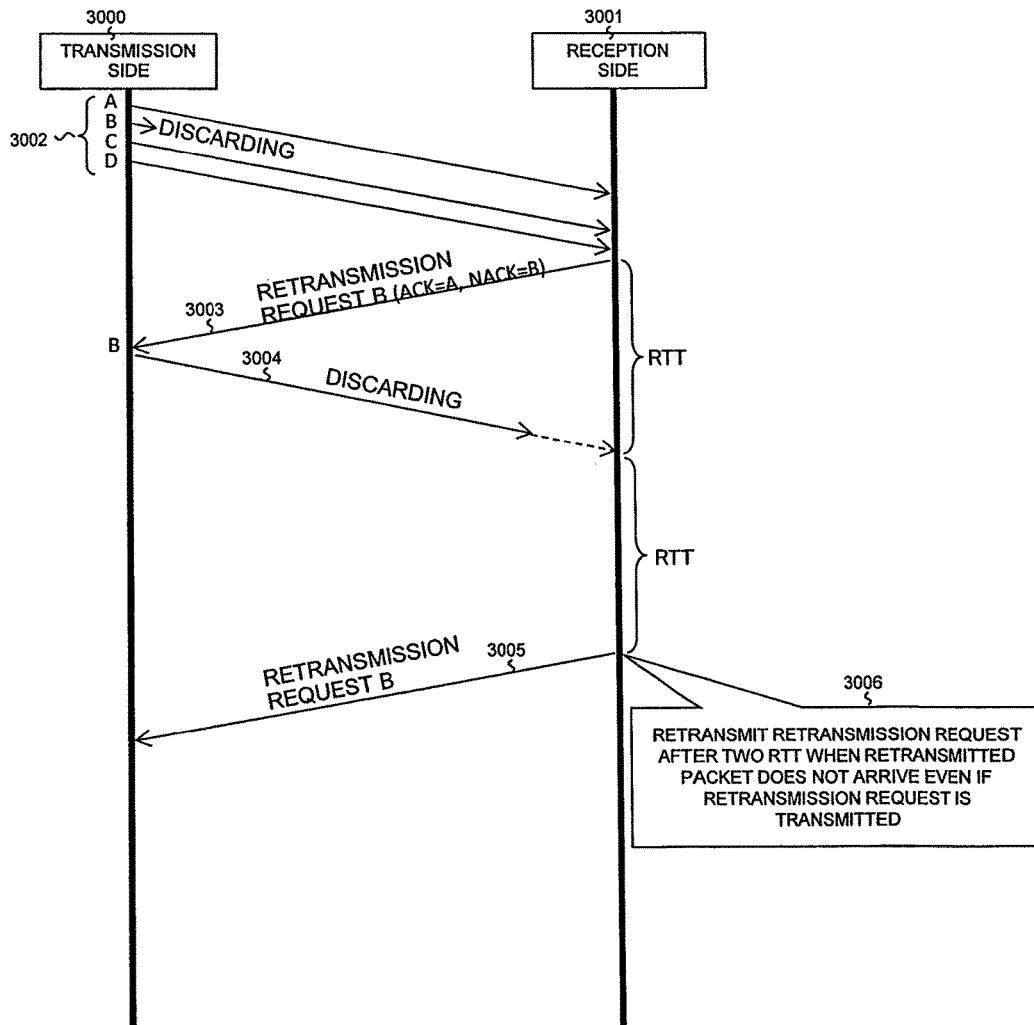 3000
TRANSMISSION
SIDE
3001
RECEPTION
SIDE
3002
A
B
C
D
DISCARDING
RETRANSMISSION
REQUEST B (ACK=A, NACK=B)
3003
B
3004
DISCARDING
RTT
RTT
RETRANSMISSION
REQUEST B
3005
3006
RETRANSMIT RETRANSMISSION REQUEST
AFTER TWO RTT WHEN RETRANSMITTED
PACKET DOES NOT ARRIVE EVEN IF
RETRANSMISSION REQUEST IS
TRANSMITTED